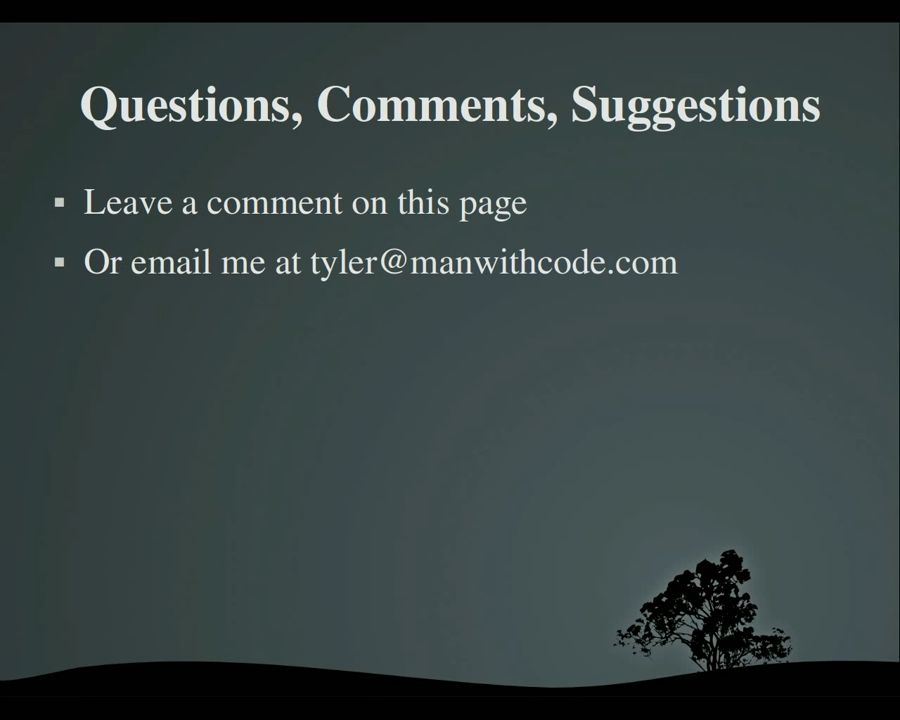 Questions, Comments, Suggestions
▪ Leave a comment on this page
▪ Or email me at tyler@manwithcode.com